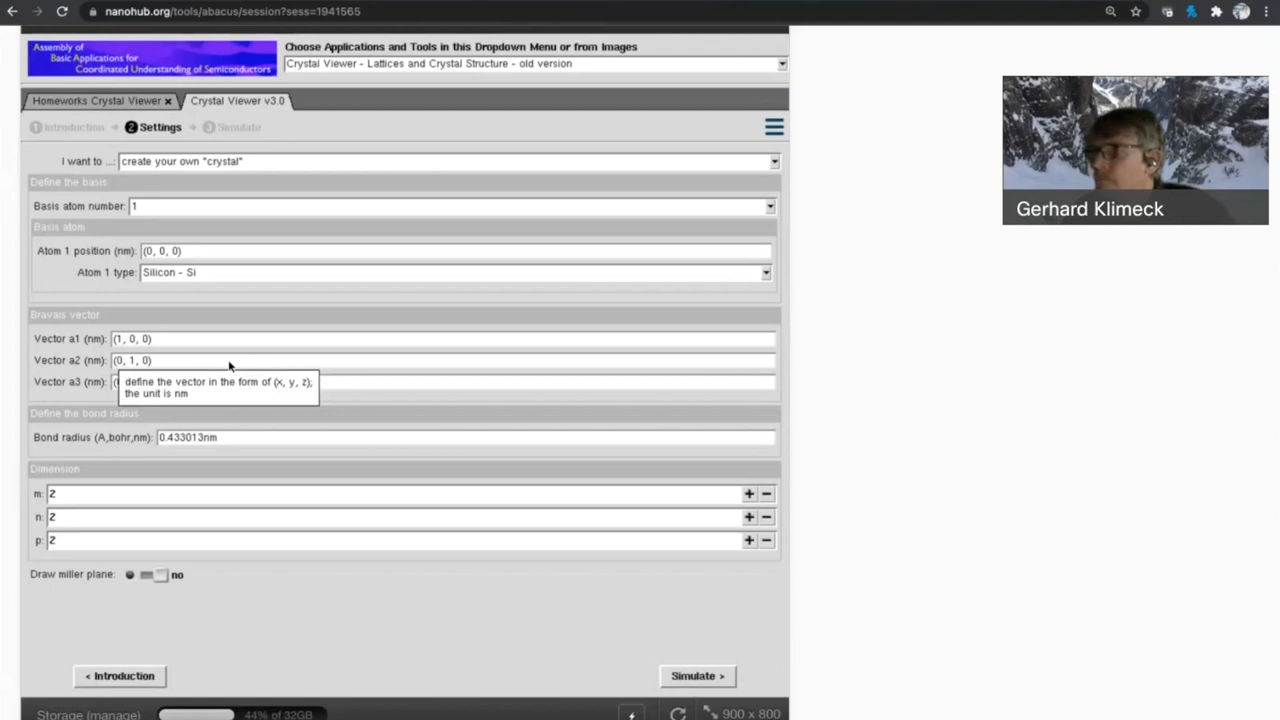 nanohub.org/tools/abacus/session?sess=1941565
Assembly of
Basic Applications for
Coordinated Understanding of Semiconductors
Choose Applications and Tools in this Dropdown Menu or from Images
Crystal Viewer - Lattices and Crystal Structure - old version
Homeworks Crystal Viewer × Crystal Viewer v3.0
1 Introduction → 2 Settings → 3 Simulate
I want to ...: create your own "crystal"
Define the basis
Basis atom number: 1
Basis atom
Atom 1 position (nm): (0, 0, 0)
Atom 1 type: Silicon - Si
Bravais vector
Vector a1 (nm): (1, 0, 0)
Vector a2 (nm): (0, 1, 0)
Vector a3 (nm):
define the vector in the form of (x, y, z);
the unit is nm
Define the bond radius
Bond radius (A,bohr,nm): 0.433013nm
Dimension
m: 2
n: 2
p: 2
Draw miller plane: no
< Introduction
Simulate >
Storage (manage) 44% of 32GB 900 x 800
Gerhard Klimeck